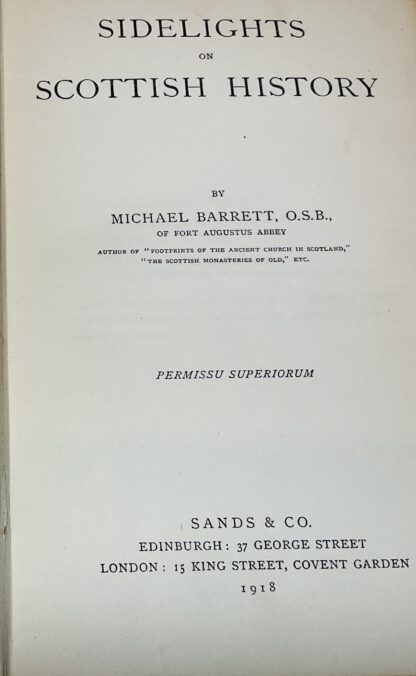 SIDELIGHTS
ON
SCOTTISH HISTORY
BY
MICHAEL BARRETT, O.S.B.,
OF FORT AUGUSTUS ABBEY
AUTHOR OF "FOOTPRINTS OF THE ANCIENT CHURCH IN SCOTLAND,"
"THE SCOTTISH MONASTERIES OF OLD," ETC.
PERMISSU SUPERIORUM
SANDS & CO.
EDINBURGH: 37 GEORGE STREET
LONDON: 15 KING STREET, COVENT GARDEN
1918